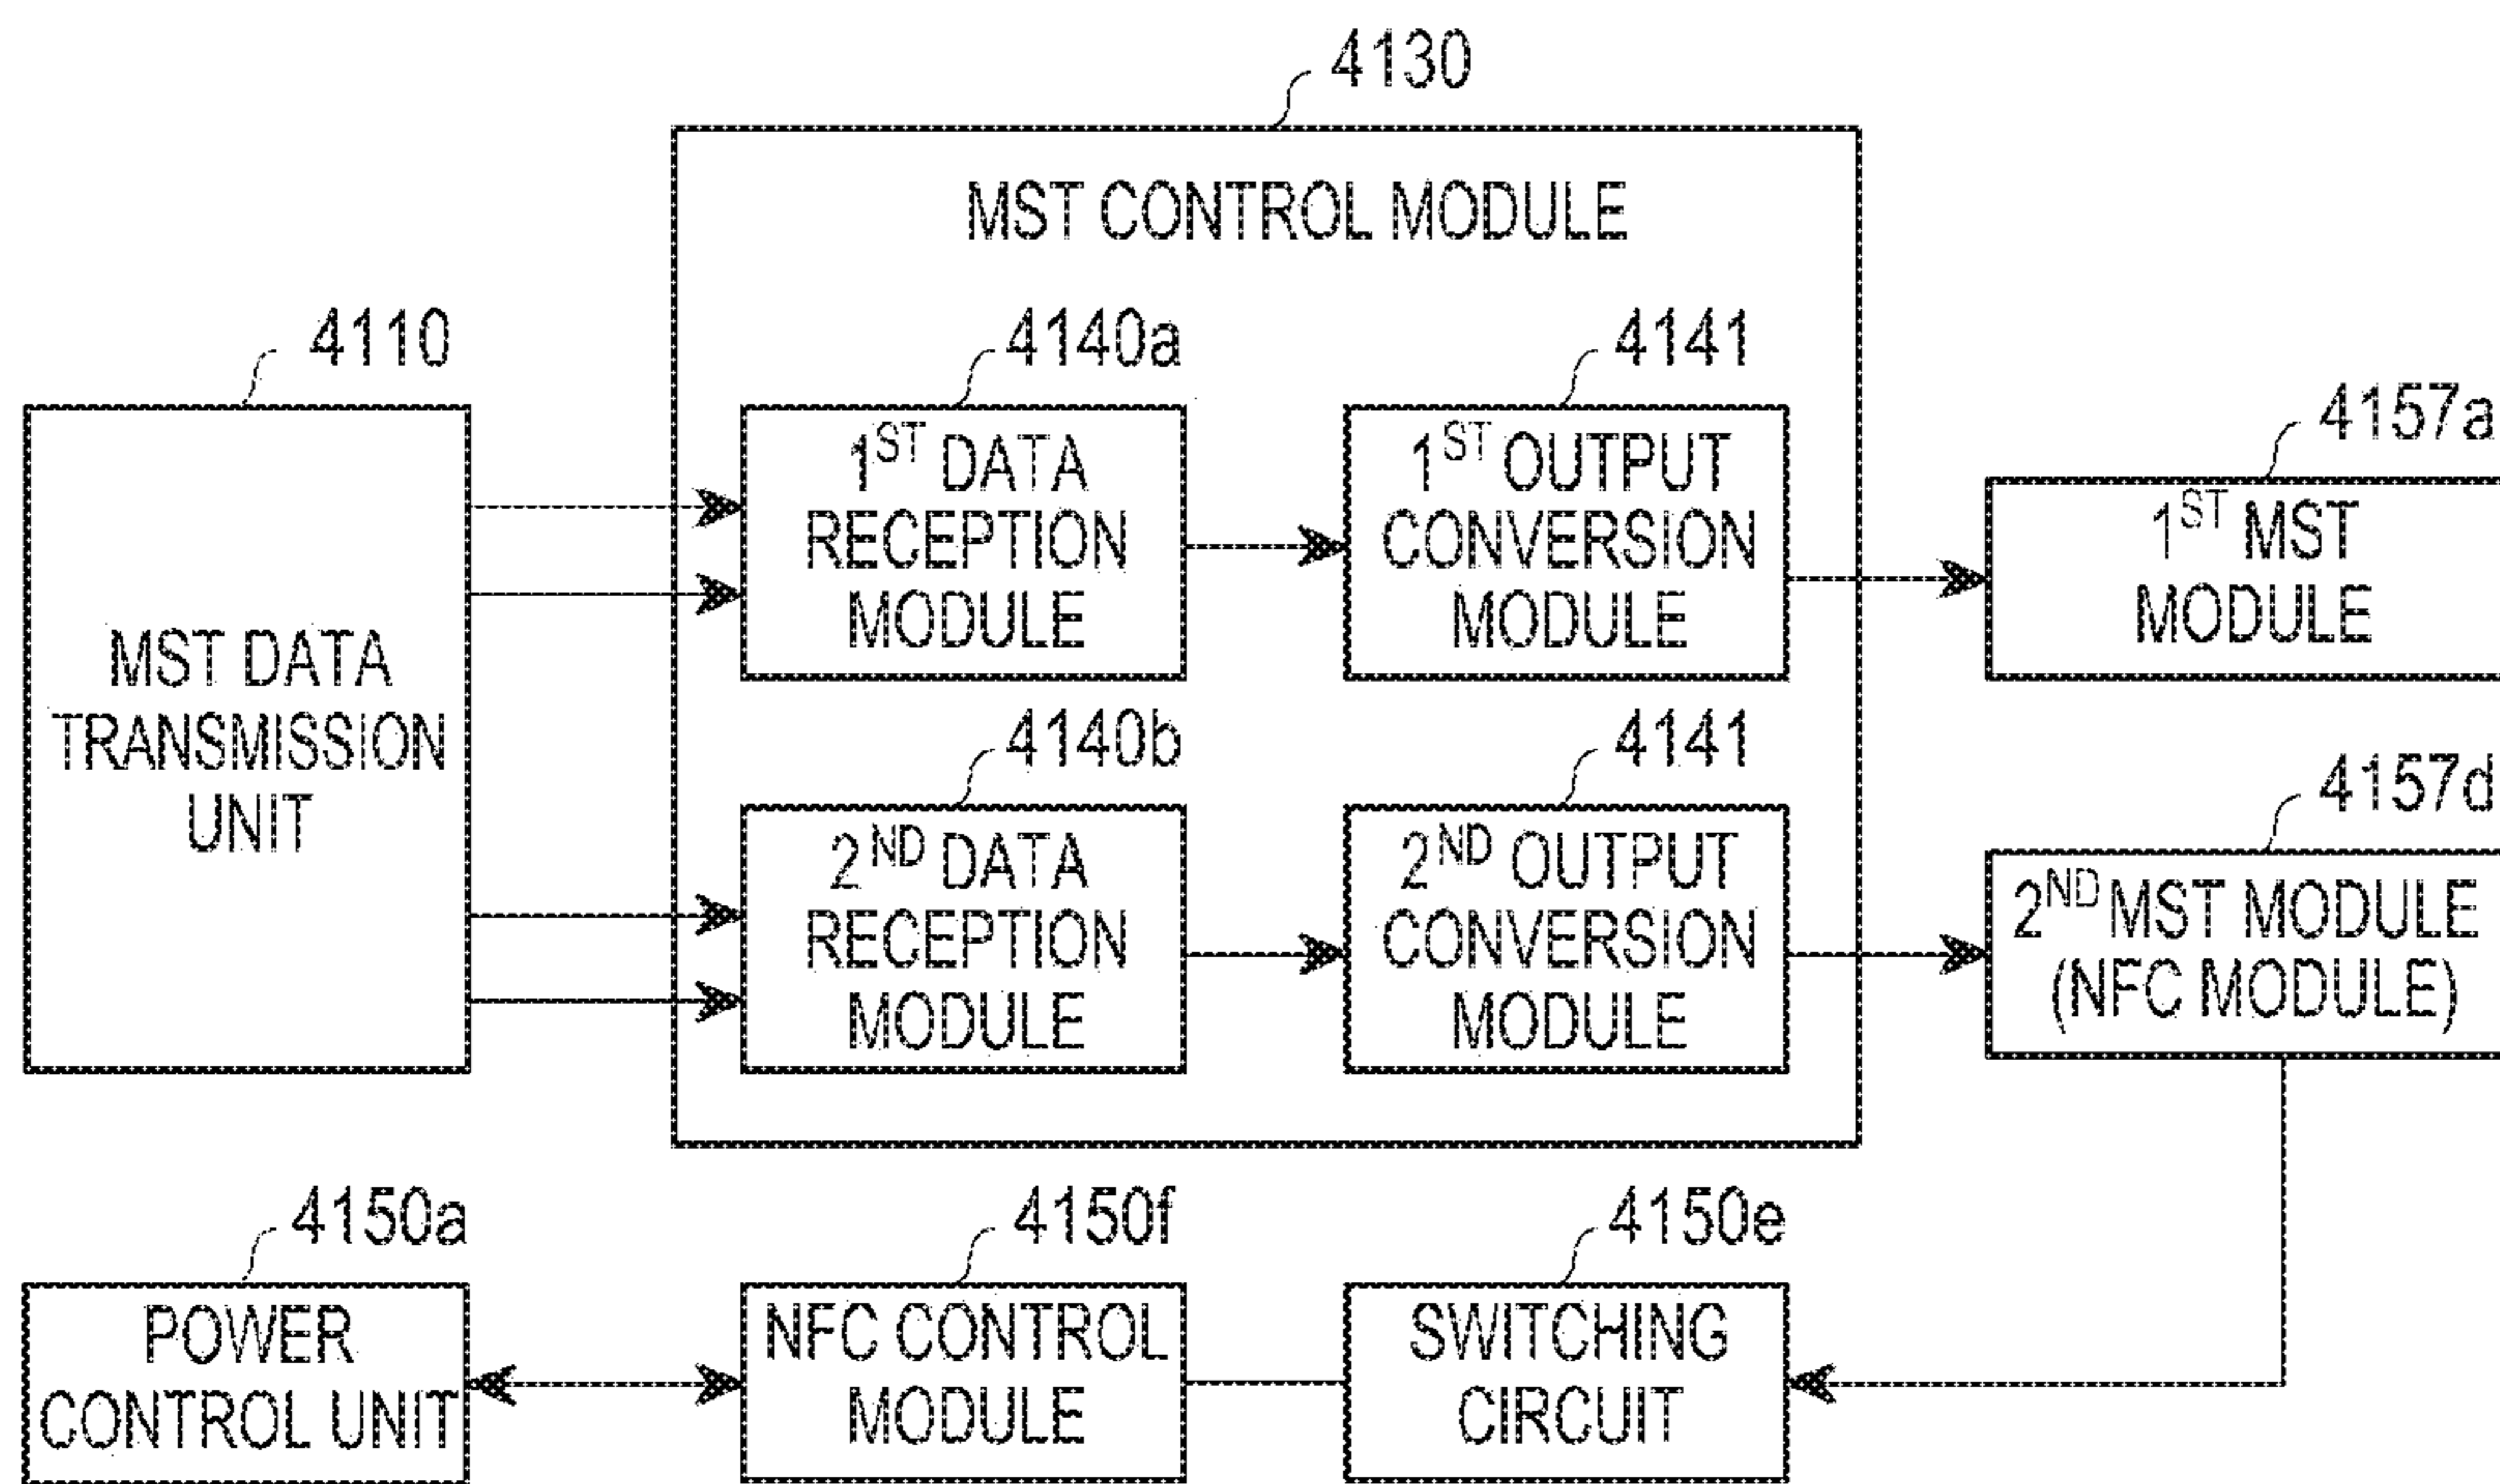 4130
MST CONTROL MODULE
4110
MST DATA
TRANSMISSION
UNIT
4140a
1ST DATA
RECEPTION
MODULE
4141
1ST OUTPUT
CONVERSION
MODULE
4157a
1ST MST
MODULE
4140b
2ND DATA
RECEPTION
MODULE
4141
2ND OUTPUT
CONVERSION
MODULE
4157d
2ND MST MODULE
(NFC MODULE)
4150a
POWER
CONTROL UNIT
4150f
NFC CONTROL
MODULE
4150e
SWITCHING
CIRCUIT